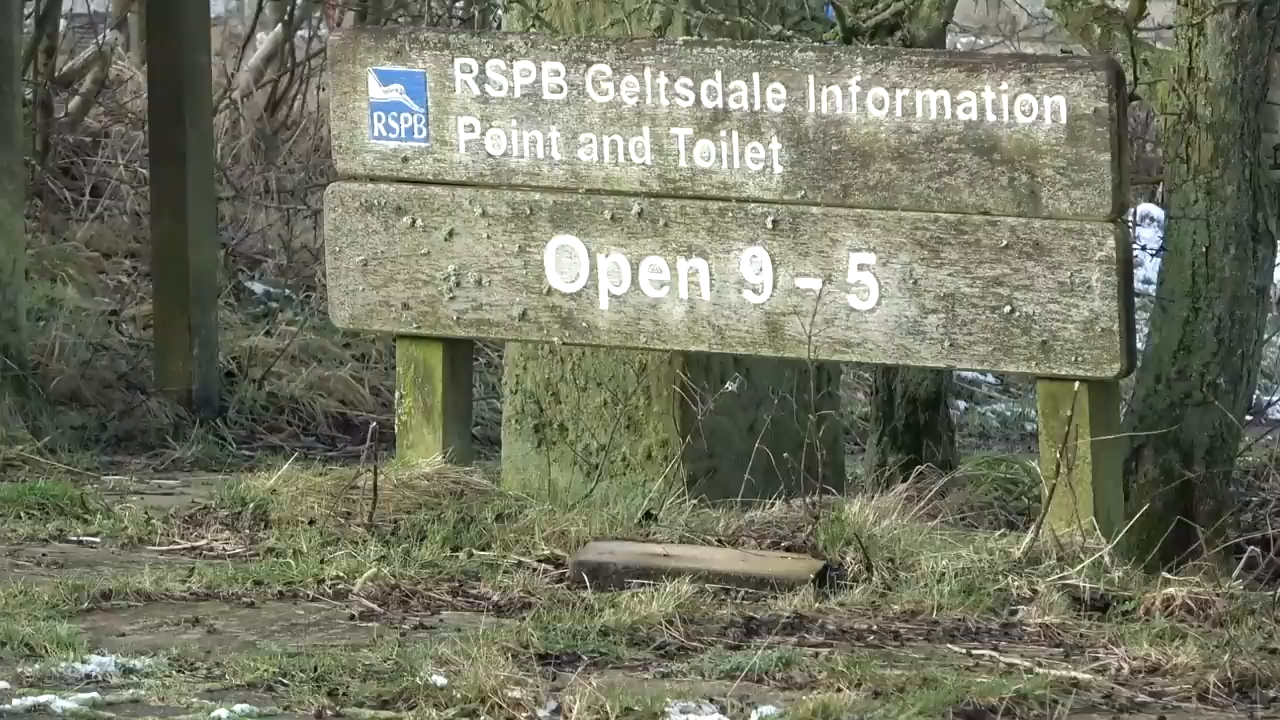 RSPB
RSPB Geltsdale Information
Point and Toilet
Open 9 - 5